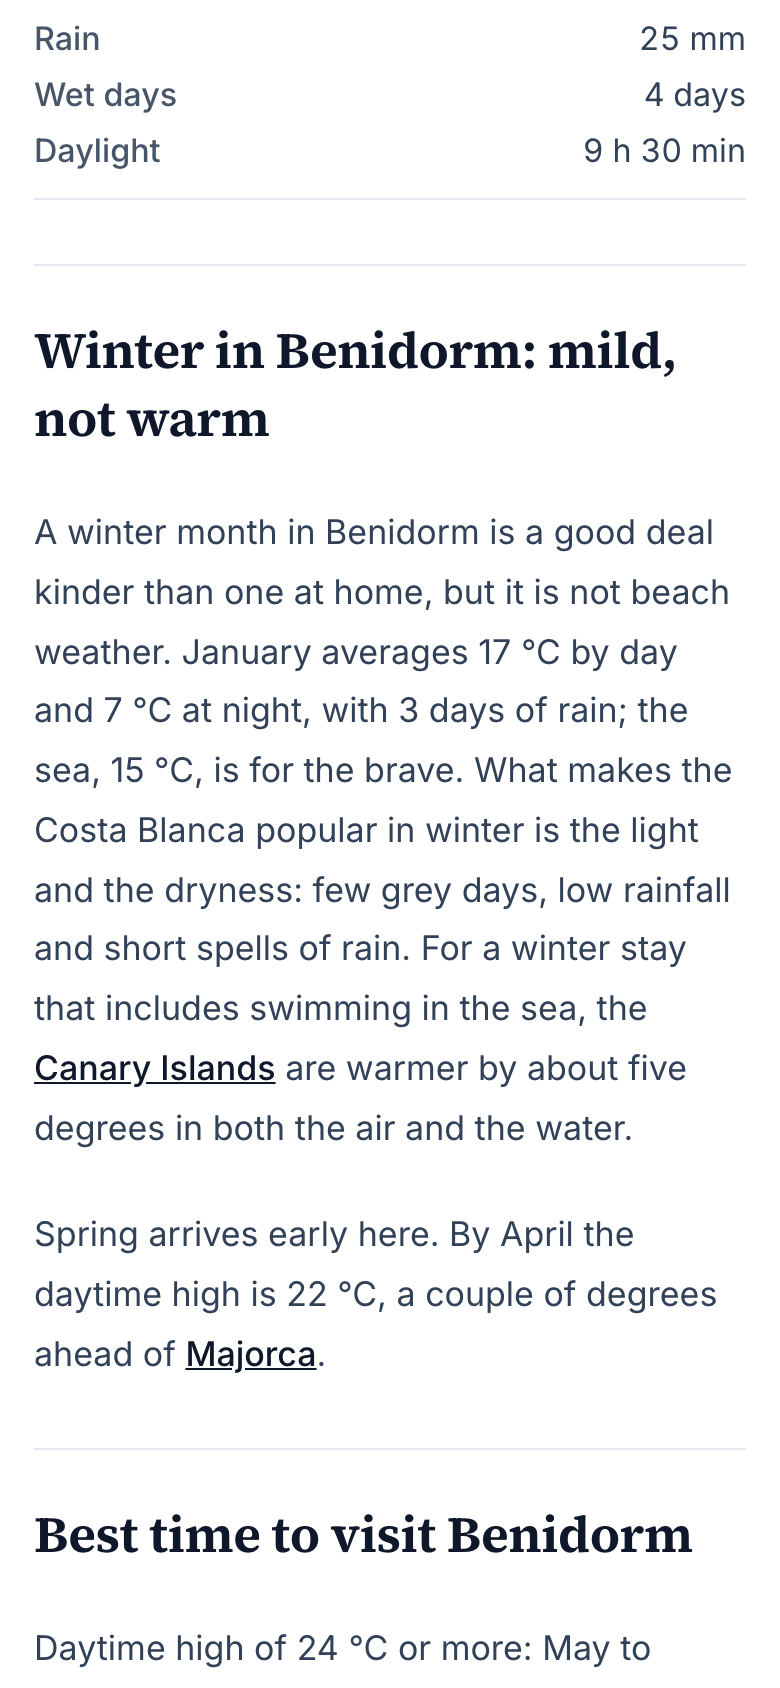 Rain 25 mm
Wet days 4 days
Daylight 9 h 30 min
Winter in Benidorm: mild,
not warm
A winter month in Benidorm is a good deal
kinder than one at home, but it is not beach
weather. January averages 17 °C by day
and 7 °C at night, with 3 days of rain; the
sea, 15 °C, is for the brave. What makes the
Costa Blanca popular in winter is the light
and the dryness: few grey days, low rainfall
and short spells of rain. For a winter stay
that includes swimming in the sea, the
Canary Islands are warmer by about five
degrees in both the air and the water.
Spring arrives early here. By April the
daytime high is 22 °C, a couple of degrees
ahead of Majorca.
Best time to visit Benidorm
Daytime high of 24 °C or more: May to